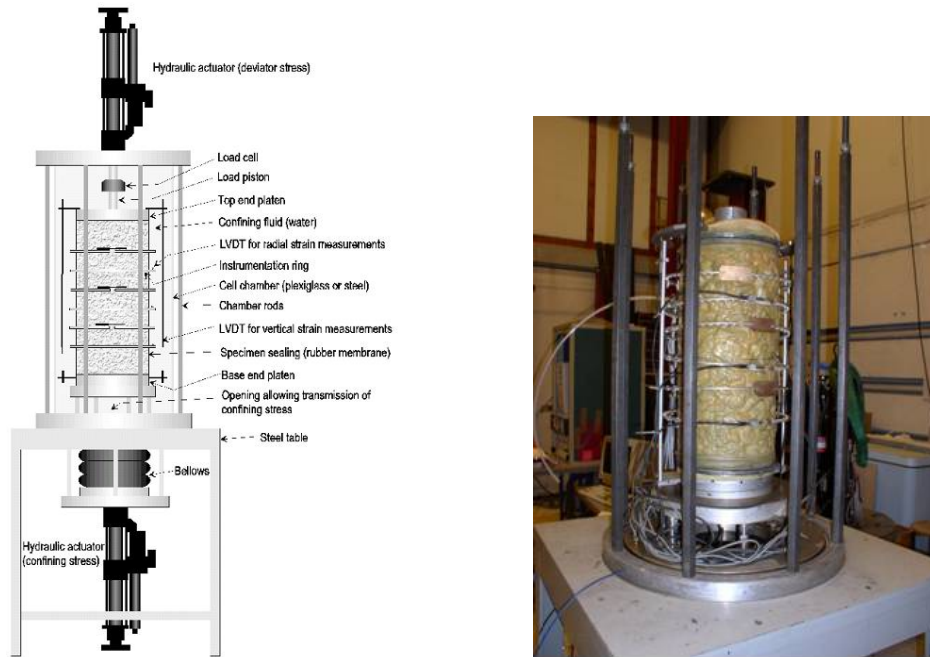 Hydraulic actuator (deviator stress)
Load cell
Load piston
Top end platen
Confining fluid (water)
LVDT for radial strain measurements
Instrumentation ring
Cell chamber (plexiglass or steel)
Chamber rods
LVDT for vertical strain measurements
Specimen sealing (rubber membrane)
Base end platen
Opening allowing transmission of
confining stress
Steel table
Bellows
Hydraulic actuator
(confining stress)